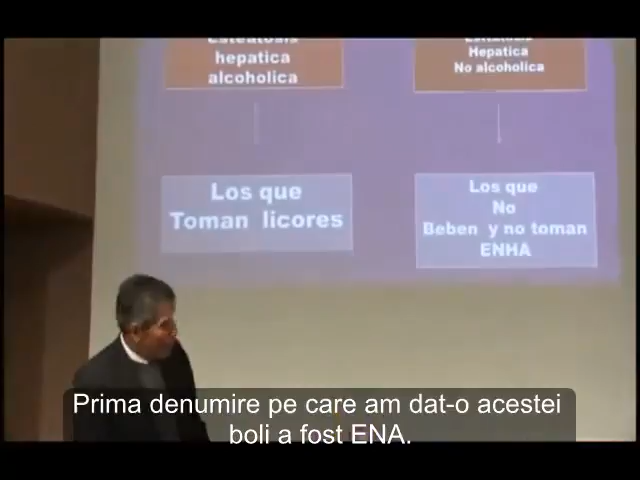 Esteatosis
hepatica
alcoholica
Hepatica
No alcoholica
Los que
Toman licores
Los que
No
Beben y no toman
ENHA
Prima denumire pe care am dat-o acestei
boli a fost ENA.